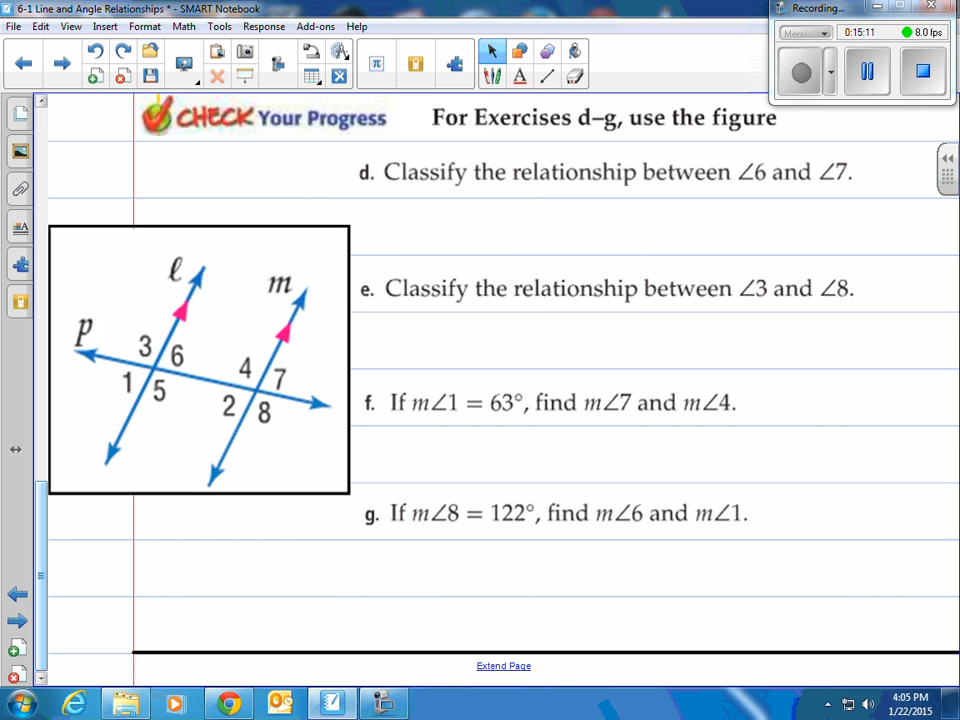 6-1 Line and Angle Relationships * - SMART Notebook
Recording...
File Edit View Insert Format Math Tools Response Add-ons Help
Menu 0:15:11 8.0 fps
CHECK Your Progress
For Exercises d–g, use the figure
d. Classify the relationship between ∠6 and ∠7.
e. Classify the relationship between ∠3 and ∠8.
f. If m∠1 = 63°, find m∠7 and m∠4.
g. If m∠8 = 122°, find m∠6 and m∠1.
ℓ
m
p
3 6
4 7
1 5
2 8
Extend Page
4:05 PM
1/22/2015